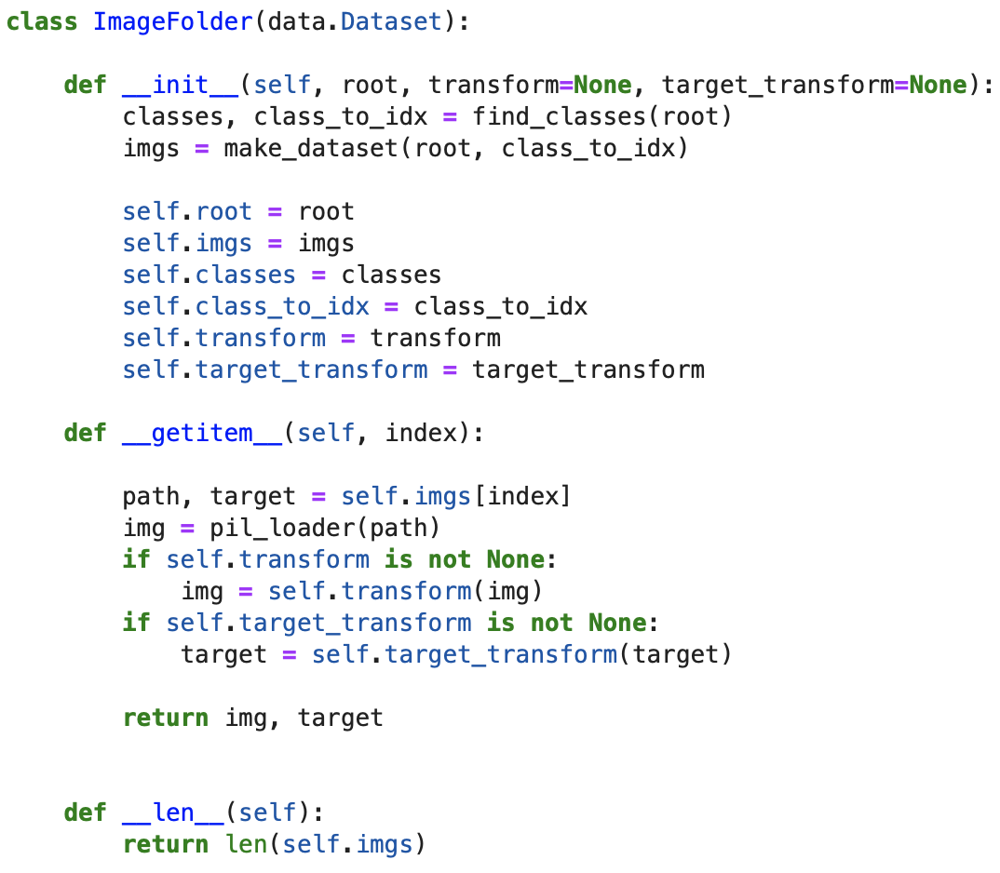 class ImageFolder(data.Dataset):

    def __init__(self, root, transform=None, target_transform=None):
        classes, class_to_idx = find_classes(root)
        imgs = make_dataset(root, class_to_idx)

        self.root = root
        self.imgs = imgs
        self.classes = classes
        self.class_to_idx = class_to_idx
        self.transform = transform
        self.target_transform = target_transform

    def __getitem__(self, index):

        path, target = self.imgs[index]
        img = pil_loader(path)
        if self.transform is not None:
            img = self.transform(img)
        if self.target_transform is not None:
            target = self.target_transform(target)

        return img, target


    def __len__(self):
        return len(self.imgs)